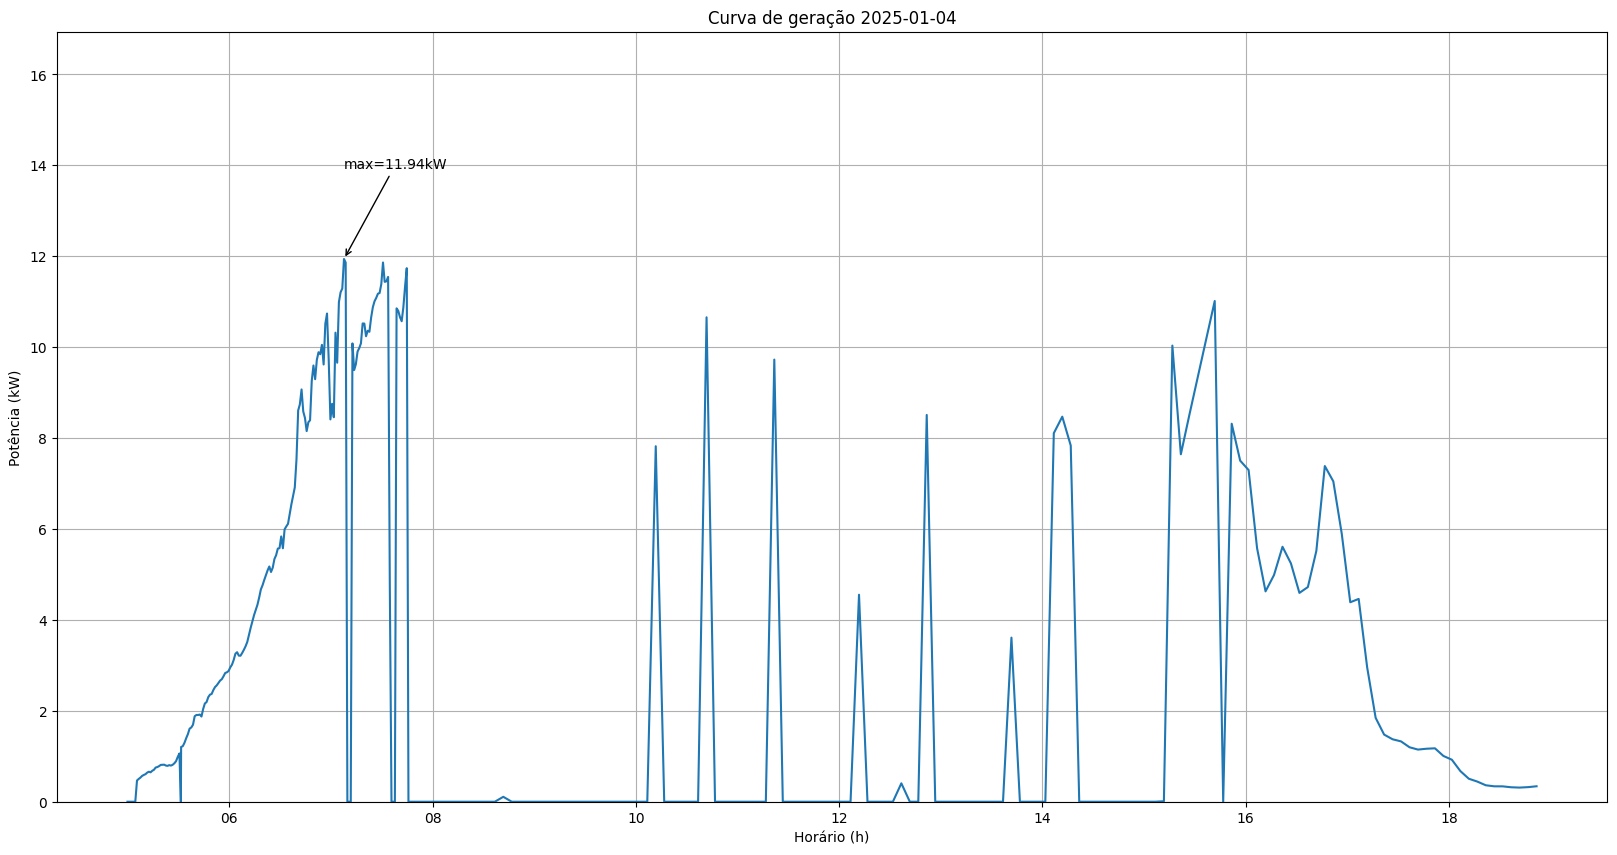 Curva de geração 2025-01-04
16
14
12
10
8
6
4
2
0
max=11.94kW
Potência (kW)
06 08 10 12 14 16 18
Horário (h)